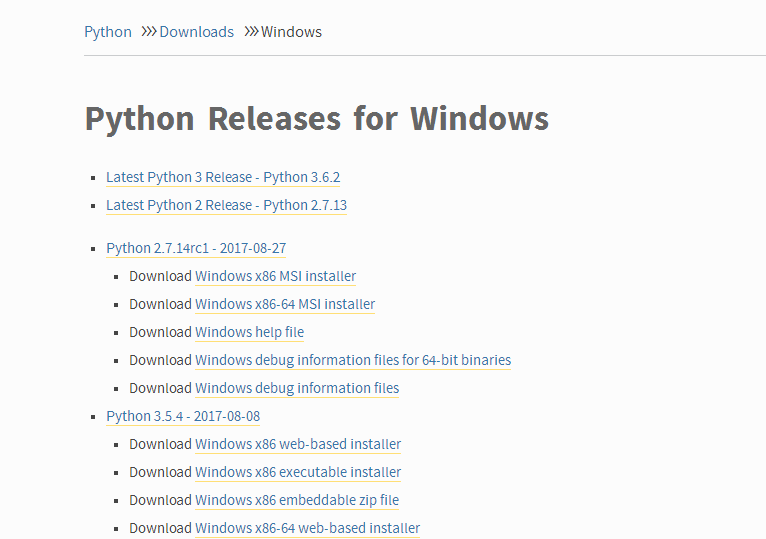 Python >>> Downloads >>> Windows
Python Releases for Windows
Latest Python 3 Release - Python 3.6.2
Latest Python 2 Release - Python 2.7.13
Python 2.7.14rc1 - 2017-08-27
Download Windows x86 MSI installer
Download Windows x86-64 MSI installer
Download Windows help file
Download Windows debug information files for 64-bit binaries
Download Windows debug information files
Python 3.5.4 - 2017-08-08
Download Windows x86 web-based installer
Download Windows x86 executable installer
Download Windows x86 embeddable zip file
Download Windows x86-64 web-based installer